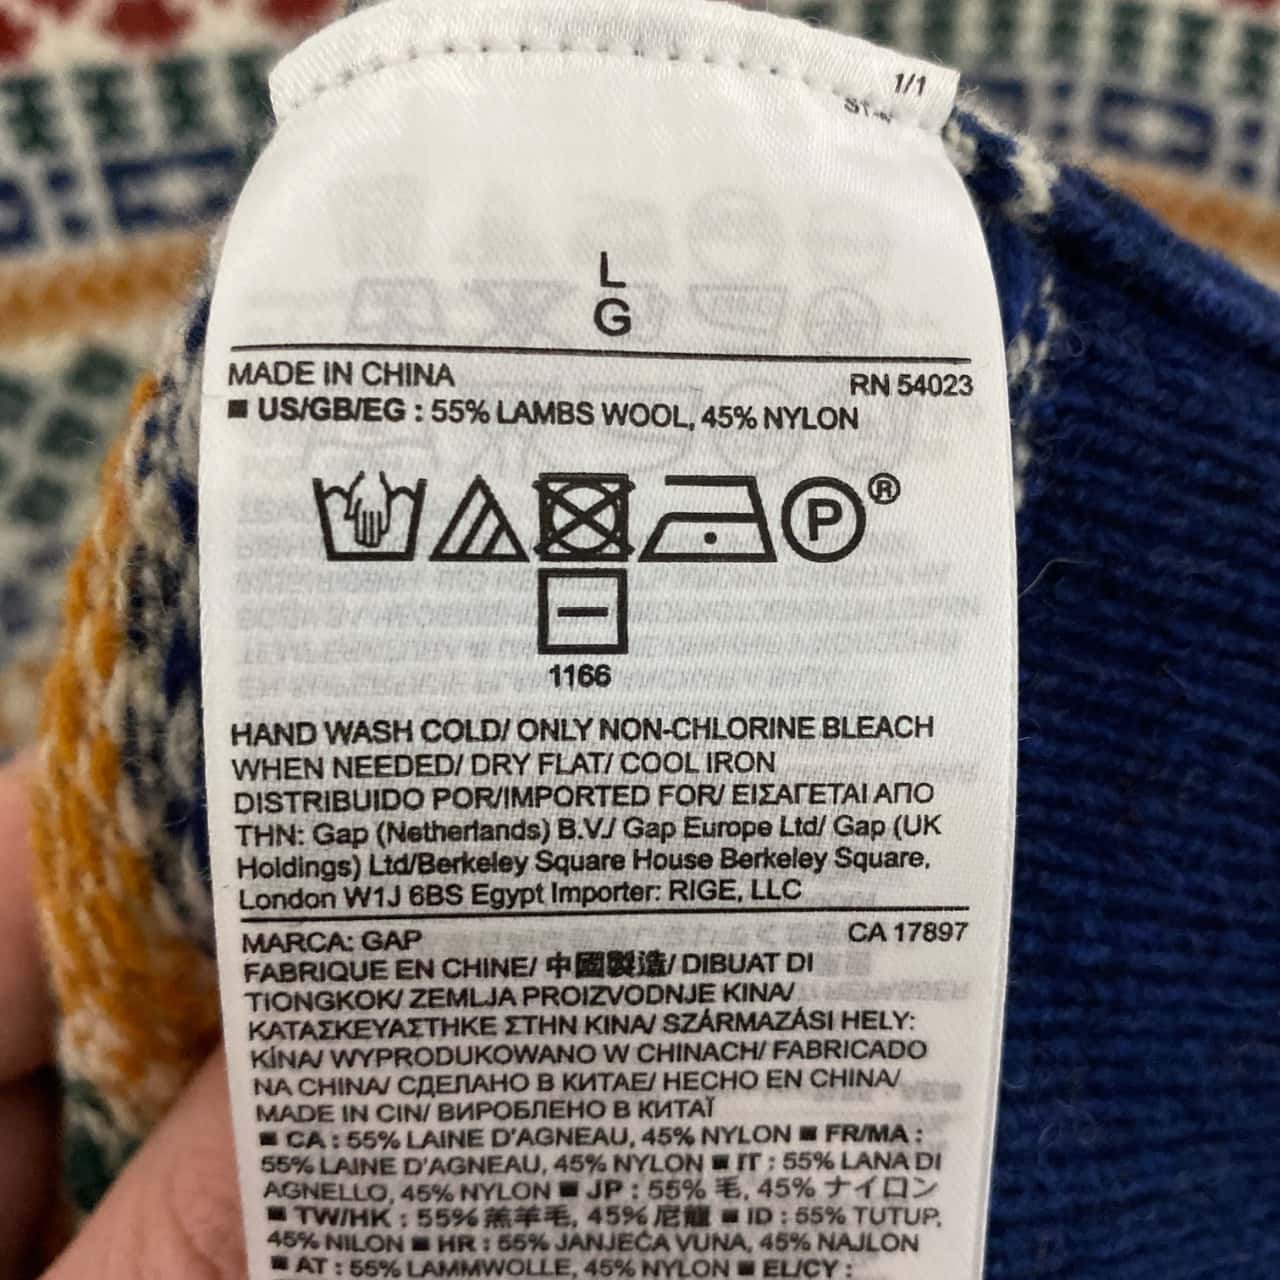 1/1
L
G
MADE IN CHINA RN 54023
■ US/GB/EG : 55% LAMBS WOOL, 45% NYLON
P ®
1166
HAND WASH COLD/ ONLY NON-CHLORINE BLEACH
WHEN NEEDED/ DRY FLAT/ COOL IRON
DISTRIBUIDO POR/IMPORTED FOR/ ΕΙΣΑΓΕΤΑΙ ΑΠΟ
ΤΗΝ: Gap (Netherlands) B.V./ Gap Europe Ltd/ Gap (UK
Holdings) Ltd/Berkeley Square House Berkeley Square,
London W1J 6BS Egypt Importer: RIGE, LLC
MARCA: GAP CA 17897
FABRIQUE EN CHINE/ 中國製造/ DIBUAT DI
TIONGKOK/ ZEMLJA PROIZVODNJE KINA/
ΚΑΤΑΣΚΕΥΑΣΤΗΚΕ ΣΤΗΝ ΚΙΝΑ/ SZÁRMAZÁSI HELY:
KÍNA/ WYPRODUKOWANO W CHINACH/ FABRICADO
NA CHINA/ СДЕЛАНО В КИТАЕ/ HECHO EN CHINA/
MADE IN CIN/ ВИРОБЛЕНО В КИТАЇ
■ CA : 55% LAINE D'AGNEAU, 45% NYLON ■ FR/MA :
55% LAINE D'AGNEAU, 45% NYLON ■ IT : 55% LANA DI
AGNELLO, 45% NYLON ■ JP : 55% 毛, 45% ナイロン
■ TW/HK : 55% 羔羊毛, 45% 尼龍 ■ ID : 55% TUTUP,
45% NILON ■ HR : 55% JANJEĆA VUNA, 45% NAJLON
■ AT : 55% LAMMWOLLE, 45% NYLON ■ EL/CY :